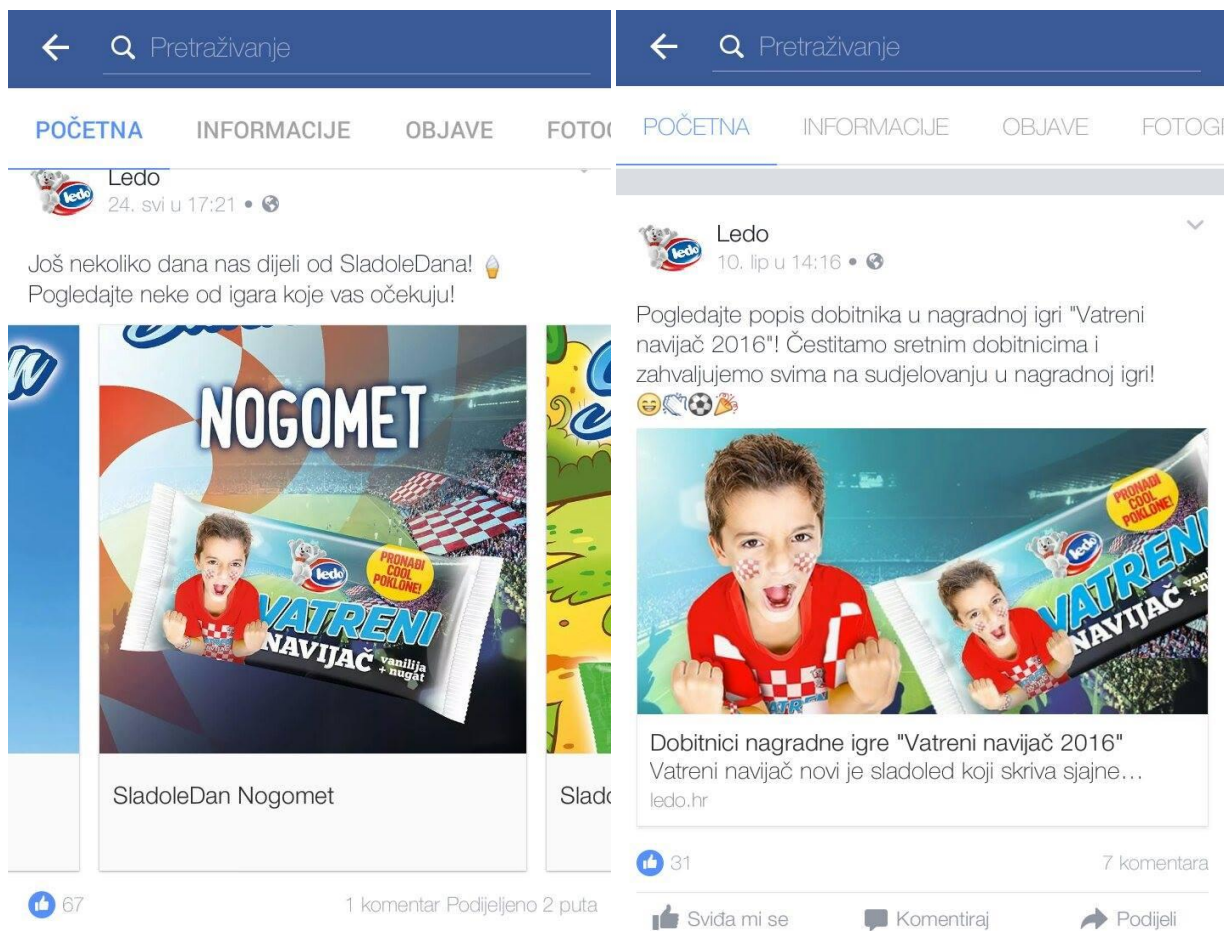 Pretraživanje
POČETNA INFORMACIJE OBJAVE
Ledo
ledo
24. svi u 17:21
Još nekoliko dana nas dijeli od SladoleDana!
Pogledajte neke od igara koje vas očekuju!
NOGOMET
ledo
PRONAĐI
COOL
POKLONE!
VATRENI
NAVIJAČ
vanilija
+ nugat
SladoleDan Nogomet
67
1 komentar Podijeljeno 2 puta
Pretraživanje
POČETNA INFORMACIJE OBJAVE
Ledo
ledo
10. lip u 14:16
Pogledajte popis dobitnika u nagradnoj igri "Vatreni
navijač 2016"! Čestitamo sretnim dobitnicima i
zahvaljujemo svima na sudjelovanju u nagradnoj igri!
PRONAĐI
COOL
POKLONE!
ledo
VATRENI
NAVIJAČ
Dobitnici nagradne igre "Vatreni navijač 2016"
Vatreni navijač novi je sladoled koji skriva sjajne…
ledo.hr
31
7 komentara
Sviđa mi se Komentiraj Podijeli